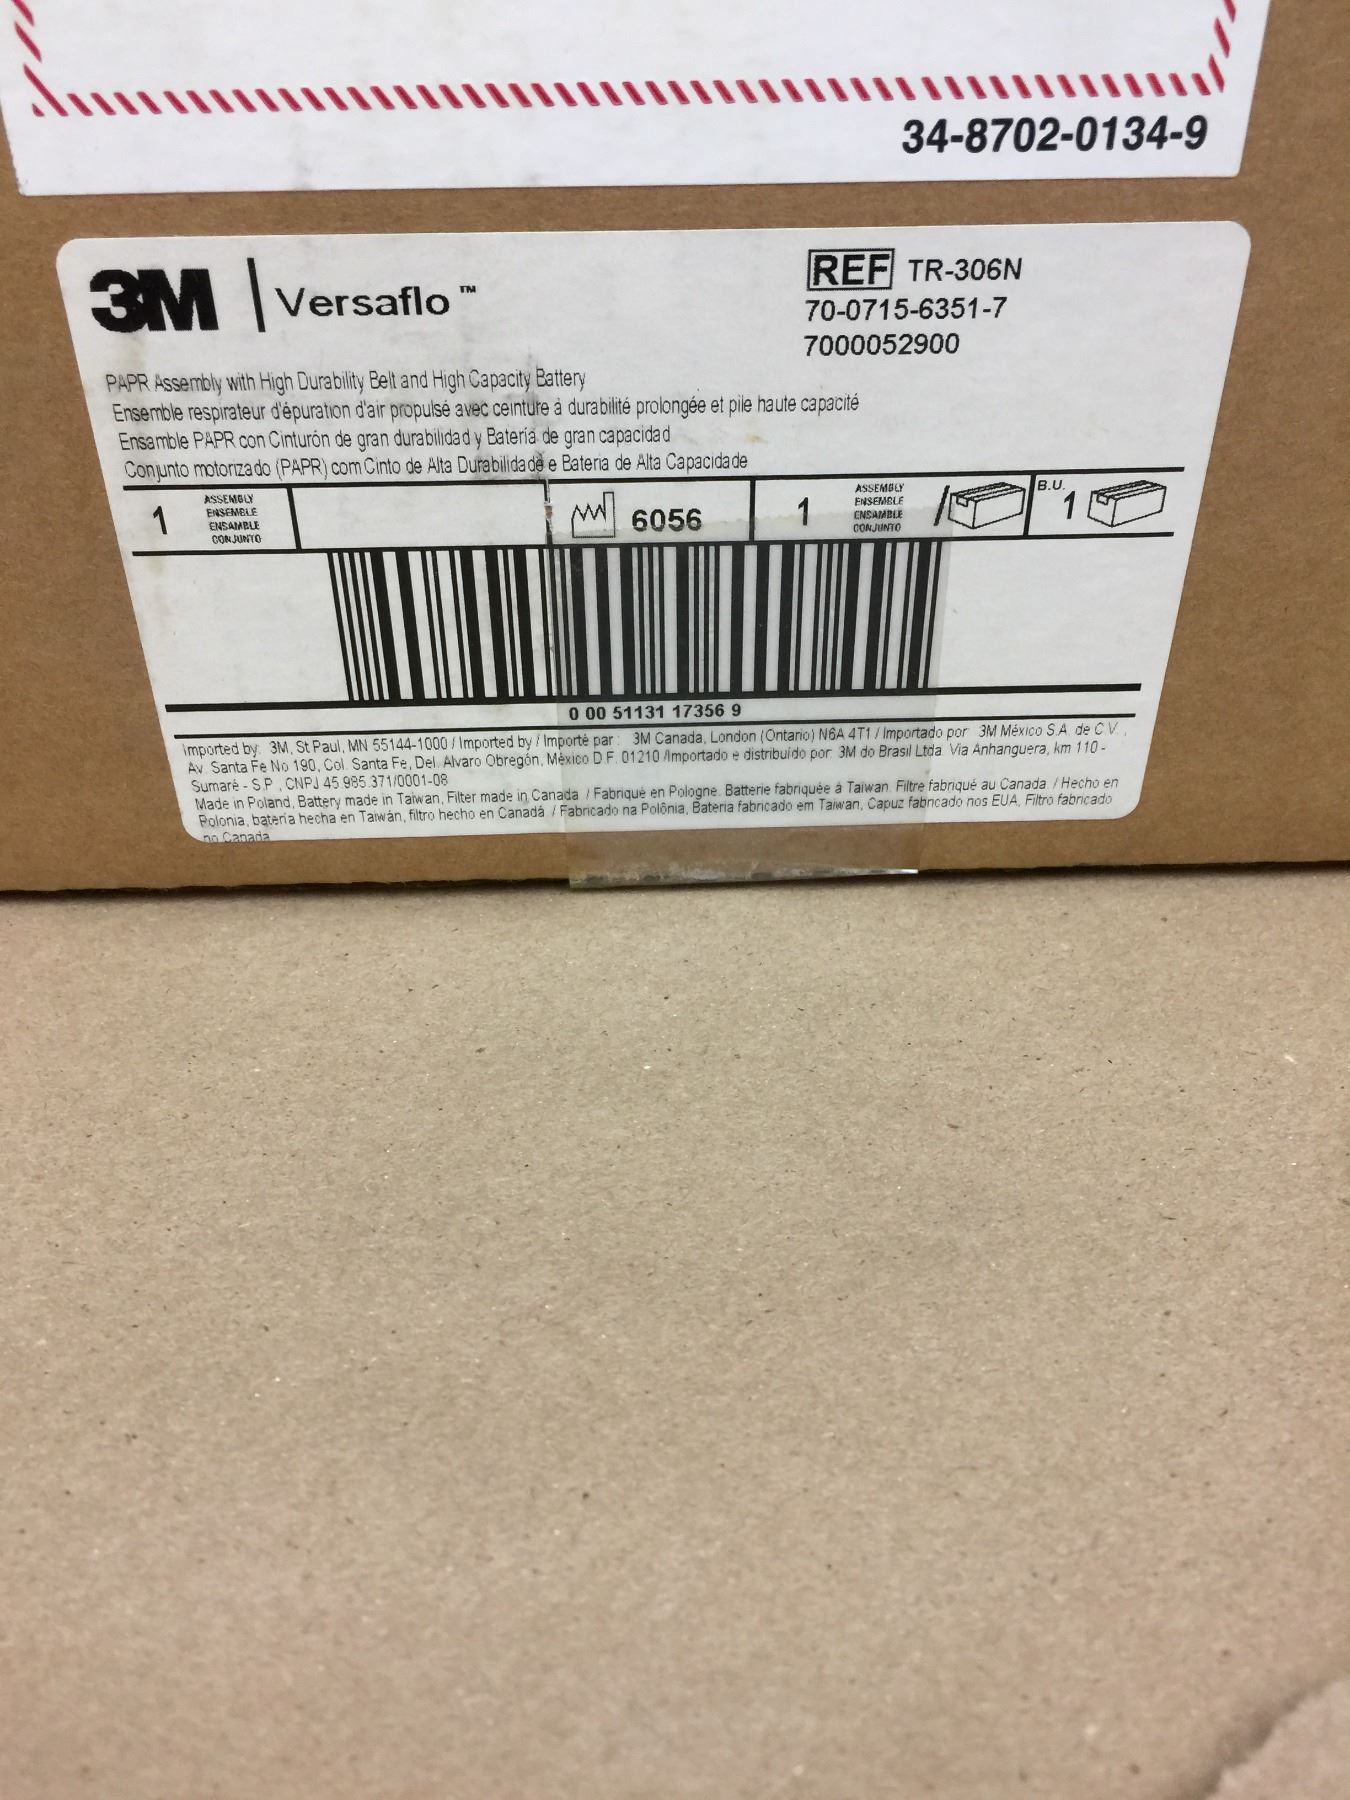 34-8702-0134-9
3M | Versaflo™
REF TR-306N
70-0715-6351-7
7000052900
PAPR Assembly with High Durability Belt and High Capacity Battery
Ensemble respirateur d'épuration d'air propulsé avec ceinture à durabilité prolongée et pile haute capacité
Ensamble PAPR con Cinturón de gran durabilidad y Batería de gran capacidad
Conjunto motorizado (PAPR) com Cinto de Alta Durabilidade e Bateria de Alta Capacidade
1 ASSEMBLY
ENSEMBLE
ENSAMBLE
CONJUNTO
6056
1 ASSEMBLY
ENSEMBLE
ENSAMBLE
CONJUNTO
/
B.U.
1
0 00 51131 17356 9
Imported by: 3M, St Paul, MN 55144-1000 / Imported by / Importé par : 3M Canada, London (Ontario) N6A 4T1 / Importado por 3M México S.A. de C.V.,
Av. Santa Fe No 190, Col. Santa Fe, Del. Alvaro Obregón, México D.F. 01210 /Importado e distribuído por: 3M do Brasil Ltda Via Anhanguera, km 110 -
Sumaré - S.P., CNPJ 45.985.371/0001-08
Made in Poland, Battery made in Taiwan, Filter made in Canada / Fabriqué en Pologne. Batterie fabriquée à Taiwan. Filtre fabriqué au Canada / Hecho en
Polonia, batería hecha en Taiwán, filtro hecho en Canadá / Fabricado na Polônia, Bateria fabricado em Taiwan, Capuz fabricado nos EUA, Filtro fabricado
no Canada